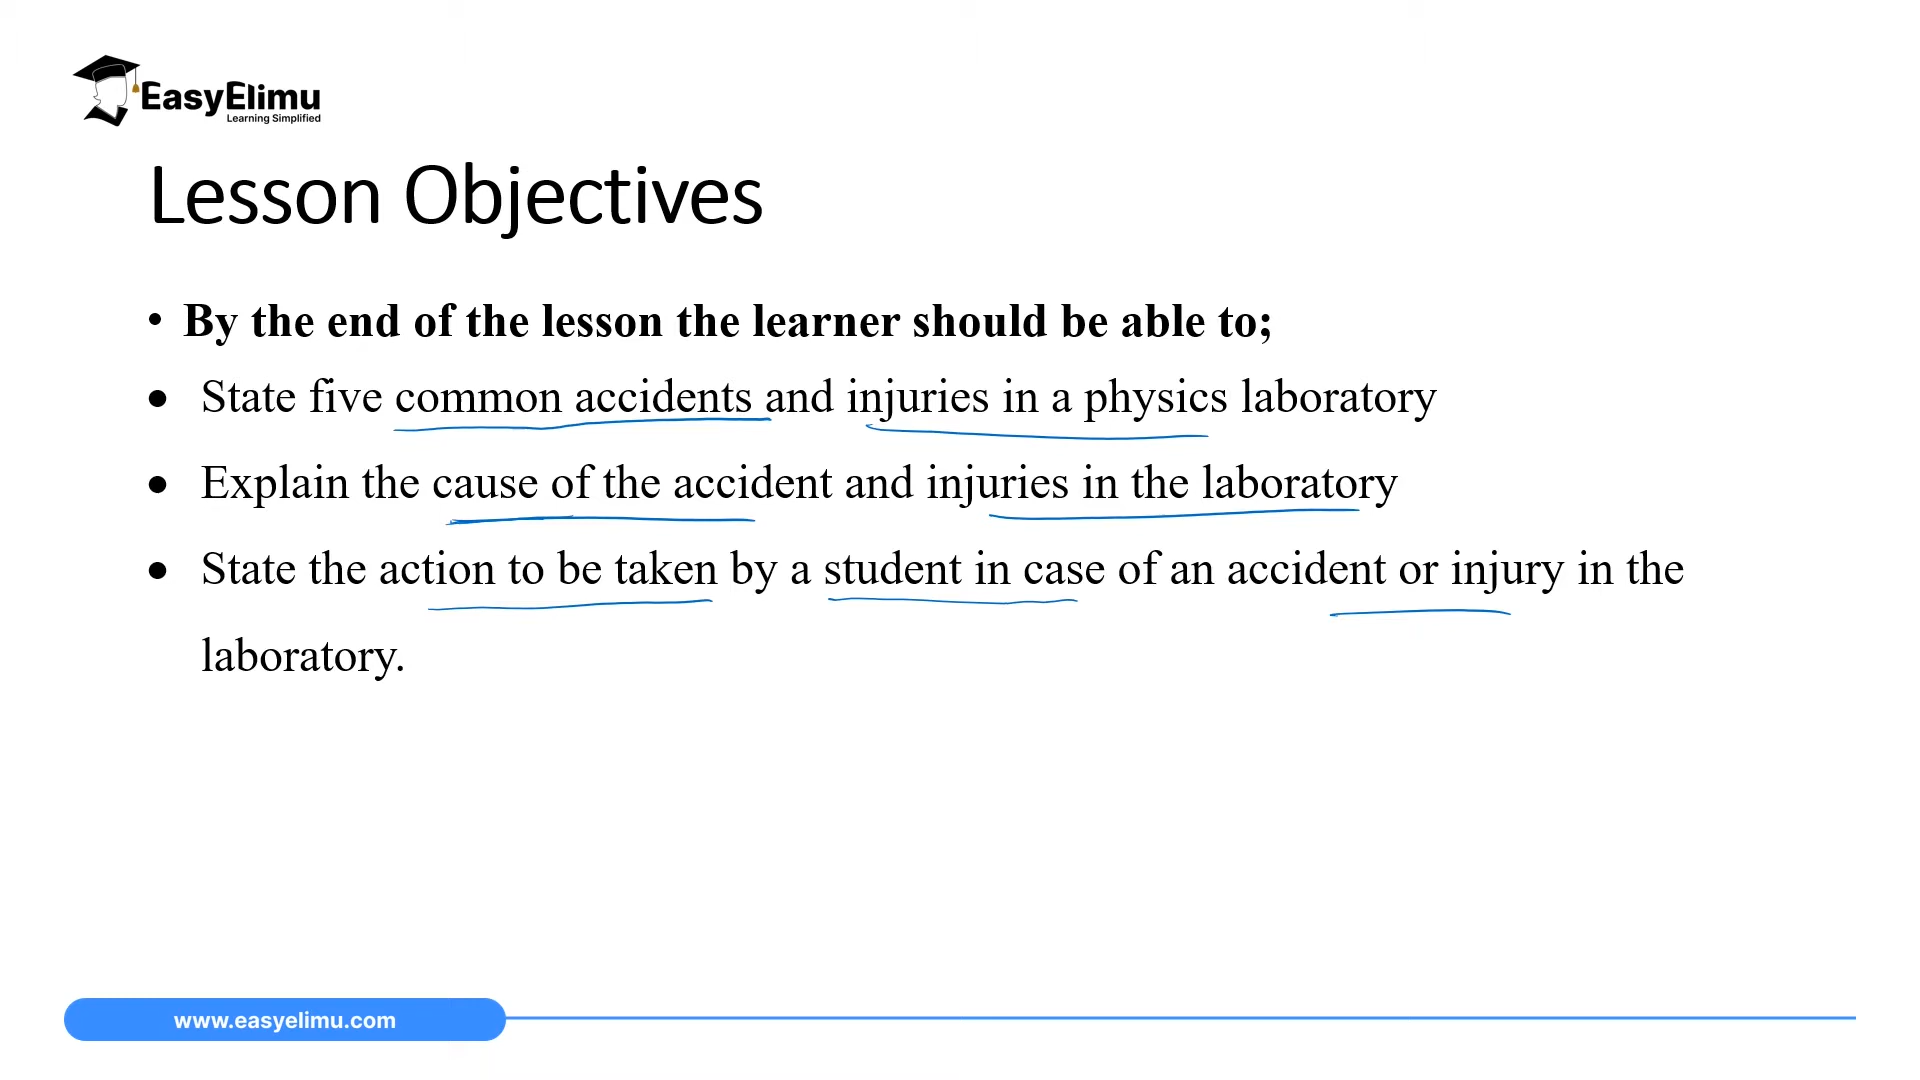 EasyElimu
Learning Simplified
Lesson Objectives
• By the end of the lesson the learner should be able to;
• State five common accidents and injuries in a physics laboratory
• Explain the cause of the accident and injuries in the laboratory
• State the action to be taken by a student in case of an accident or injury in the
laboratory.
www.easyelimu.com